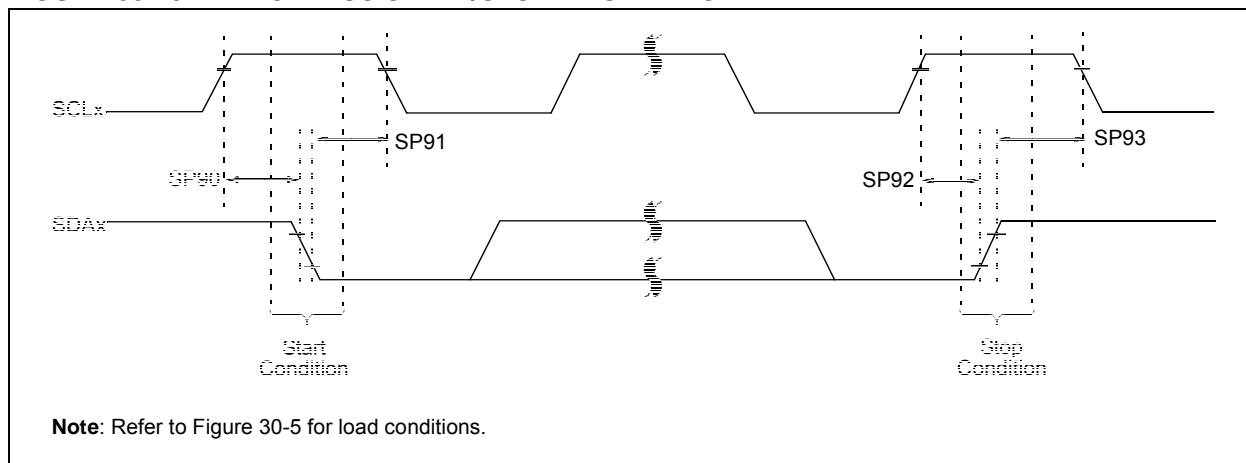 SCLx
SP91
SP93
SP90
SP92
SDAx
Start
Condition
Stop
Condition
Note: Refer to Figure 30-5 for load conditions.